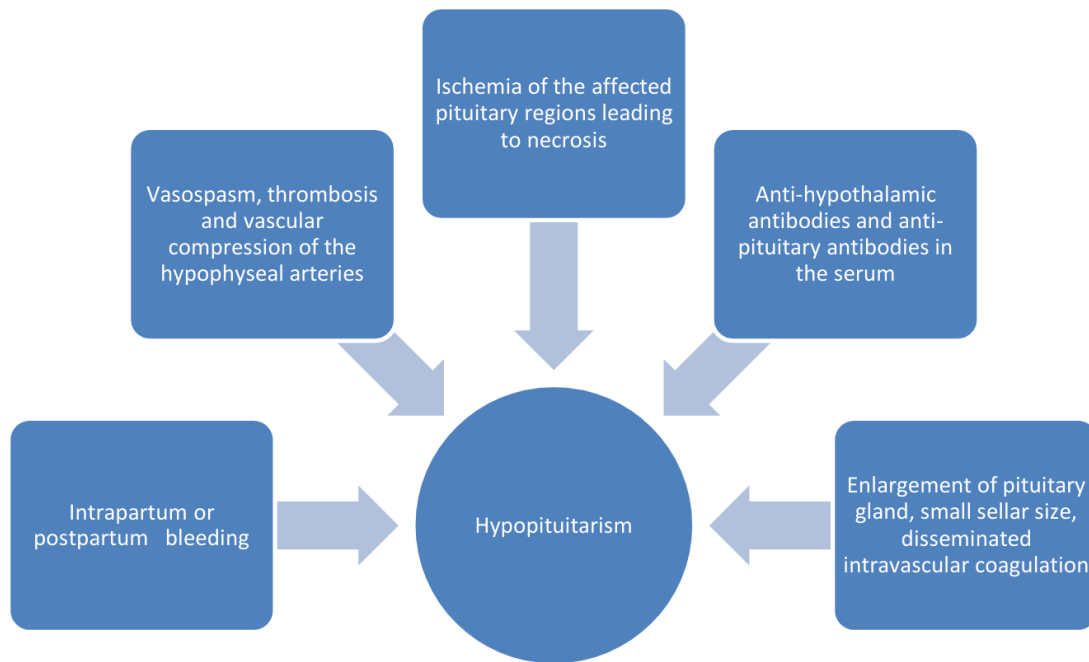 Ischemia of the affected
pituitary regions leading
to necrosis
Vasospasm, thrombosis
and vascular
compression of the
hypophyseal arteries
Anti-hypothalamic
antibodies and anti-
pituitary antibodies in
the serum
Intrapartum or
postpartum bleeding
Hypopituitarism
Enlargement of pituitary
gland, small sellar size,
disseminated
intravascular coagulation